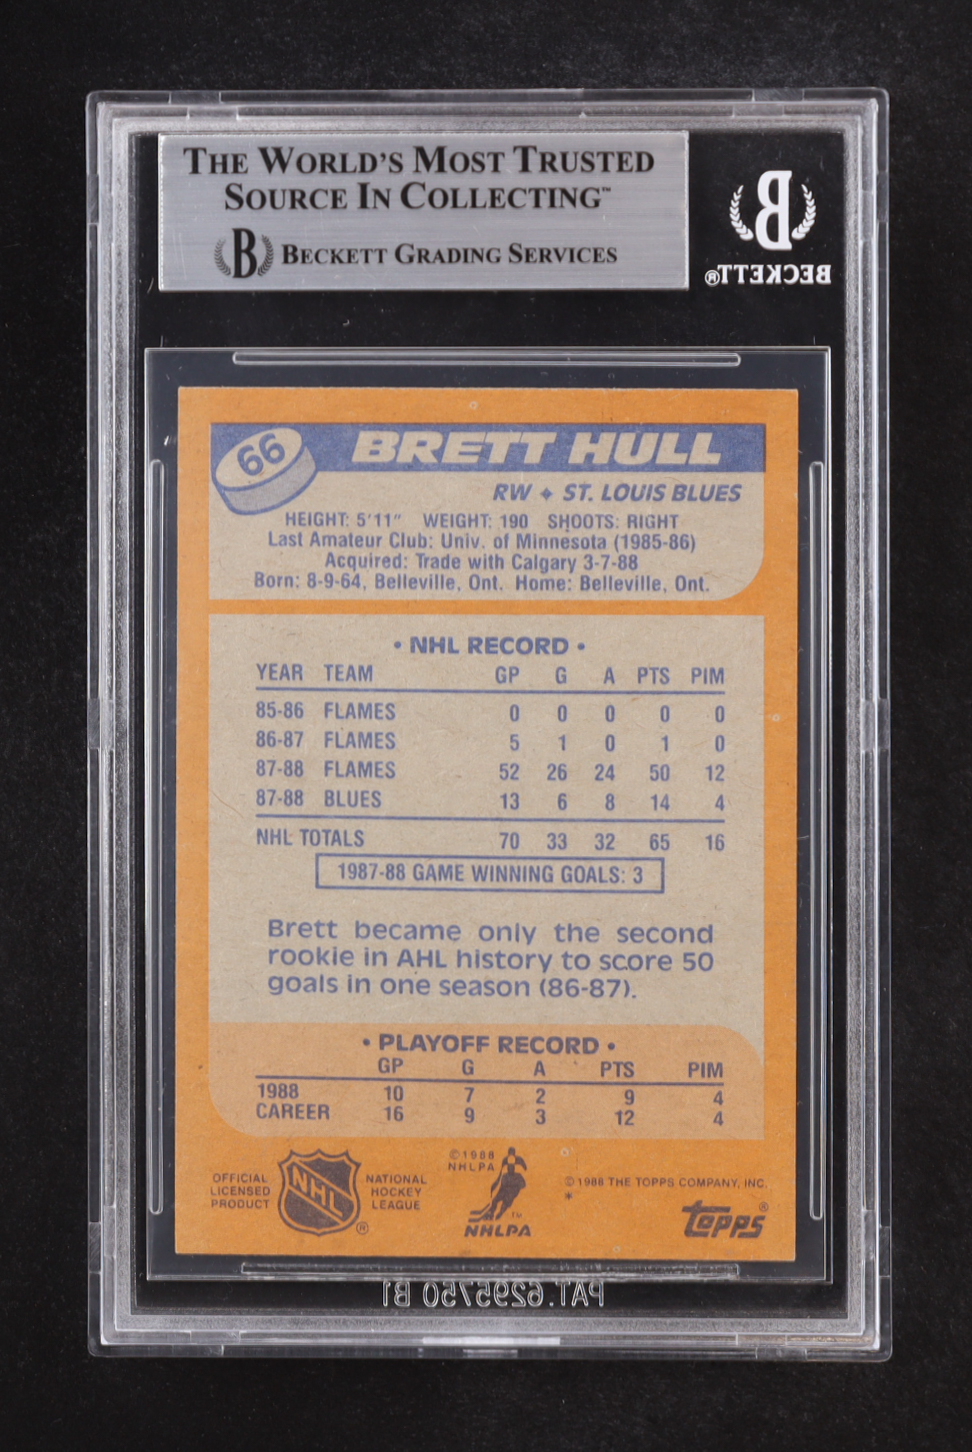 THE WORLD'S MOST TRUSTED
SOURCE IN COLLECTING™
B BECKETT GRADING SERVICES
B
BECKETT®
66
BRETT HULL
RW ♦ ST. LOUIS BLUES
HEIGHT: 5'11" WEIGHT: 190 SHOOTS: RIGHT
Last Amateur Club: Univ. of Minnesota (1985-86)
Acquired: Trade with Calgary 3-7-88
Born: 8-9-64, Belleville, Ont. Home: Belleville, Ont.
• NHL RECORD •
YEAR TEAM GP G A PTS PIM
85-86 FLAMES 0 0 0 0 0
86-87 FLAMES 5 1 0 1 0
87-88 FLAMES 52 26 24 50 12
87-88 BLUES 13 6 8 14 4
NHL TOTALS 70 33 32 65 16
1987-88 GAME WINNING GOALS: 3
Brett became only the second
rookie in AHL history to score 50
goals in one season (86-87).
• PLAYOFF RECORD •
GP G A PTS PIM
1988 10 7 2 9 4
CAREER 16 9 3 12 4
OFFICIAL
LICENSED
PRODUCT
NHL
®
NATIONAL
HOCKEY
LEAGUE
©1988
NHLPA
TM
NHLPA
©1988 THE TOPPS COMPANY, INC.
*
topps®
PAT.6295750 B1